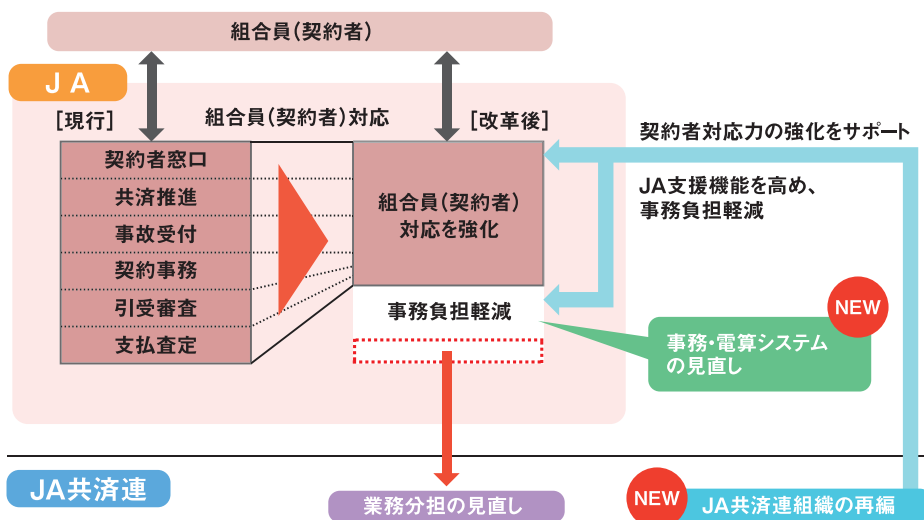 組合員（契約者）
JA
[現行]
組合員（契約者）対応
[改革後]
契約者窓口
共済推進
事故受付
契約事務
引受審査
支払査定
組合員（契約者）
対応を強化
事務負担軽減
契約者対応力の強化をサポート
JA支援機能を高め、
事務負担軽減
NEW
事務・電算システム
の見直し
JA共済連
業務分担の見直し
NEW
JA共済連組織の再編